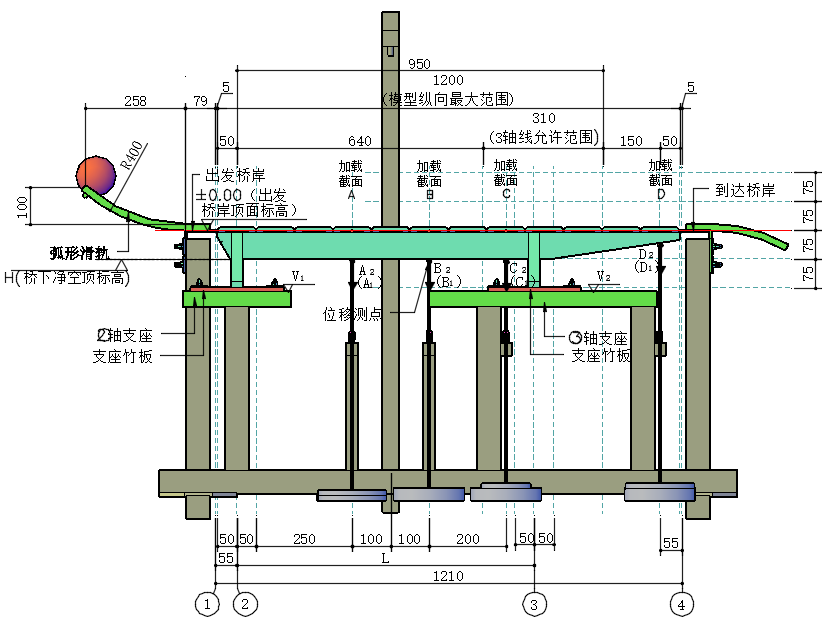 950
1200
(模型纵向最大范围)
5
5
258
79
310
(3轴线允许范围)
50
640
150
50
R400
加载
截面
A
加载
截面
B
加载
截面
C
加载
截面
D
出发桥岸
±0.00（出发
桥岸顶面标高）
到达桥岸
100
75
75
75
75
弧形滑轨
H(桥下净空顶标高)
V1
A2
(A1)
B2
(B1)
C2
(C1)
V2
D2
(D1)
位移测点
2轴支座
支座竹板
3轴支座
支座竹板
50
50
250
100
100
200
50
50
55
L
55
1210
1
2
3
4